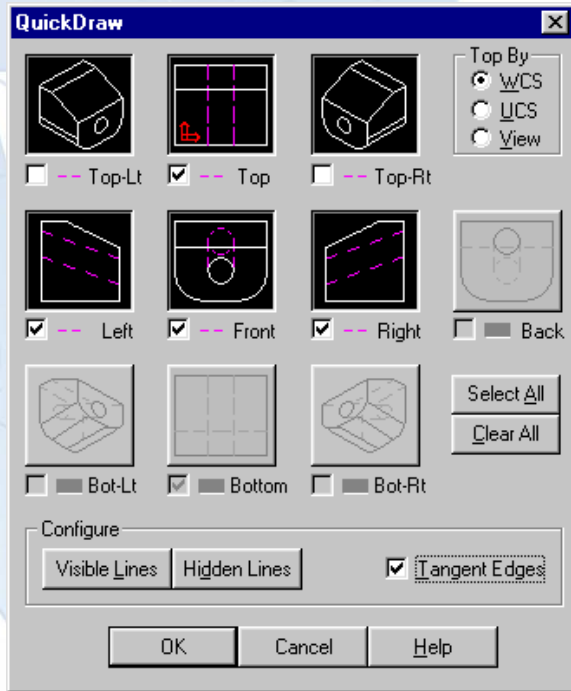 QuickDraw
Top By
WCS
UCS
View
Top-Lt
Top
Top-Rt
Left
Front
Right
Back
Select All
Clear All
Bot-Lt
Bottom
Bot-Rt
Configure
Visible Lines
Hidden Lines
Tangent Edges
OK
Cancel
Help